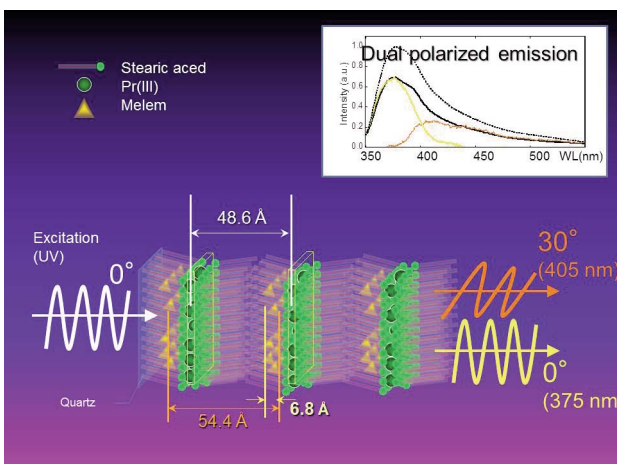 Stearic aced
Pr(III)
Melem
Dual polarized emission
Intensity (a.u.)
1.0
0.8
0.6
0.4
0.2
0.0
350 400 450 500 WL(nm)
48.6 Å
Excitation
(UV)
0°
30°
(405 nm)
0°
(375 nm)
Quartz
6.8 Å
54.4 Å